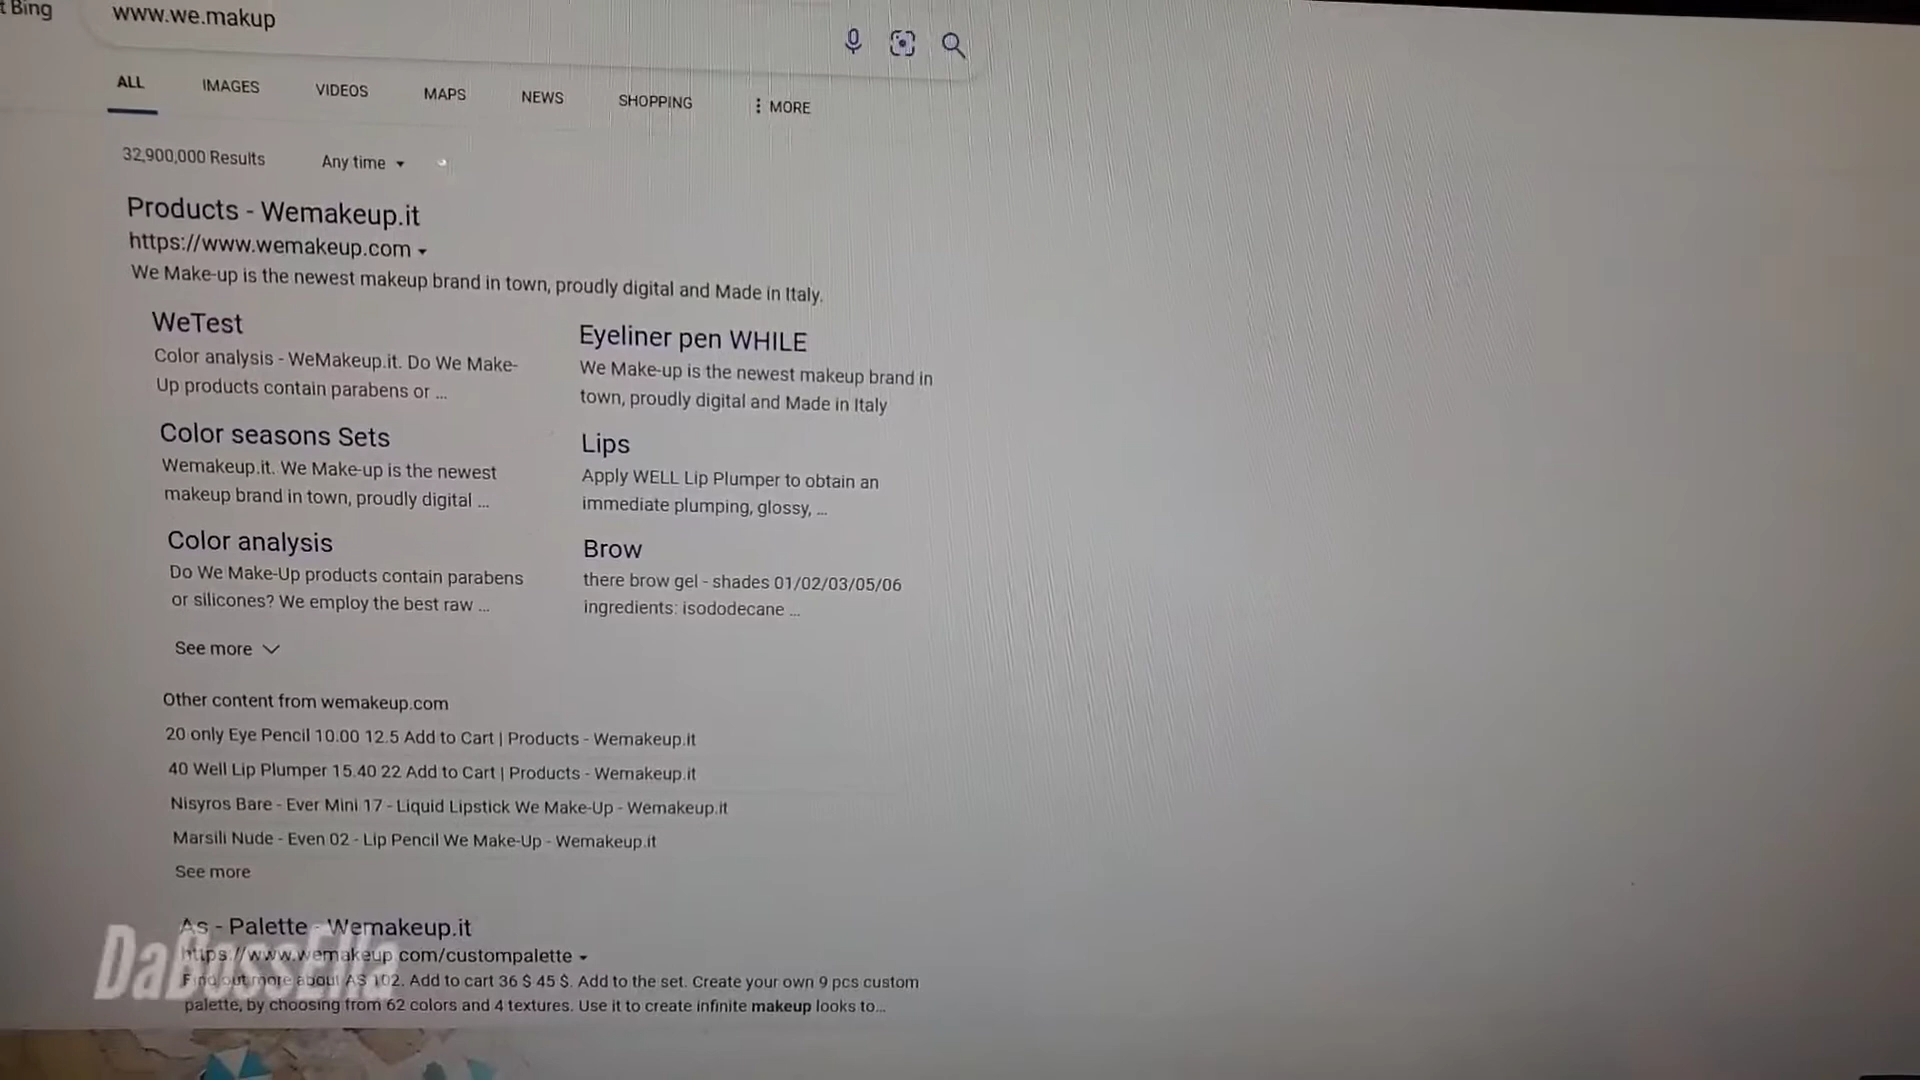 t Bing
www.we.makup
ALL IMAGES VIDEOS MAPS NEWS SHOPPING MORE
32,900,000 Results Any time
Products - Wemakeup.it
https://www.wemakeup.com
We Make-up is the newest makeup brand in town, proudly digital and Made in Italy.
WeTest
Color analysis - WeMakeup.it. Do We Make-
Up products contain parabens or ...
Eyeliner pen WHILE
We Make-up is the newest makeup brand in
town, proudly digital and Made in Italy
Color seasons Sets
Wemakeup.it. We Make-up is the newest
makeup brand in town, proudly digital ...
Lips
Apply WELL Lip Plumper to obtain an
immediate plumping, glossy, ...
Color analysis
Do We Make-Up products contain parabens
or silicones? We employ the best raw ...
Brow
there brow gel - shades 01/02/03/05/06
ingredients: isododecane ...
See more
Other content from wemakeup.com
20 only Eye Pencil 10.00 12.5 Add to Cart | Products - Wemakeup.it
40 Well Lip Plumper 15.40 22 Add to Cart | Products - Wemakeup.it
Nisyros Bare - Ever Mini 17 - Liquid Lipstick We Make-Up - Wemakeup.it
Marsili Nude - Even 02 - Lip Pencil We Make-Up - Wemakeup.it
See more
As - Palette - Wemakeup.it
https://www.wemakeup.com/custompalette
Find out more about AS 102. Add to cart 36 $ 45 $. Add to the set. Create your own 9 pcs custom
palette, by choosing from 62 colors and 4 textures. Use it to create infinite makeup looks to...
DaBossElla